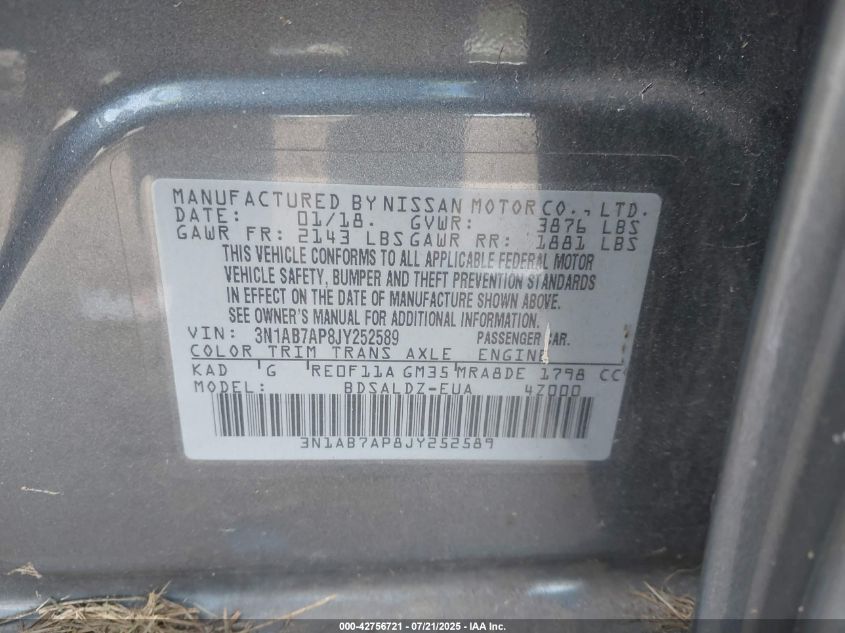 MANUFACTURED BY NISSAN MOTOR CO., LTD.
DATE: 01/18. GVWR: 3876 LBS
GAWR FR: 2143 LBS GAWR RR: 1881 LBS
THIS VEHICLE CONFORMS TO ALL APPLICABLE FEDERAL MOTOR
VEHICLE SAFETY, BUMPER AND THEFT PREVENTION STANDARDS
IN EFFECT ON THE DATE OF MANUFACTURE SHOWN ABOVE.
SEE OWNER'S MANUAL FOR ADDITIONAL INFORMATION.
VIN: 3N1AB7AP8JY252589 PASSENGER CAR.
COLOR TRIM TRANS AXLE ENGINE
KAD G RE0F11A GM35 MRA8DE 1798 CC
MODEL: BDSALDZ-EUA 4Z000
3N1AB7AP8JY252589
000-42756721 / 07/21/2025 - IAA Inc.